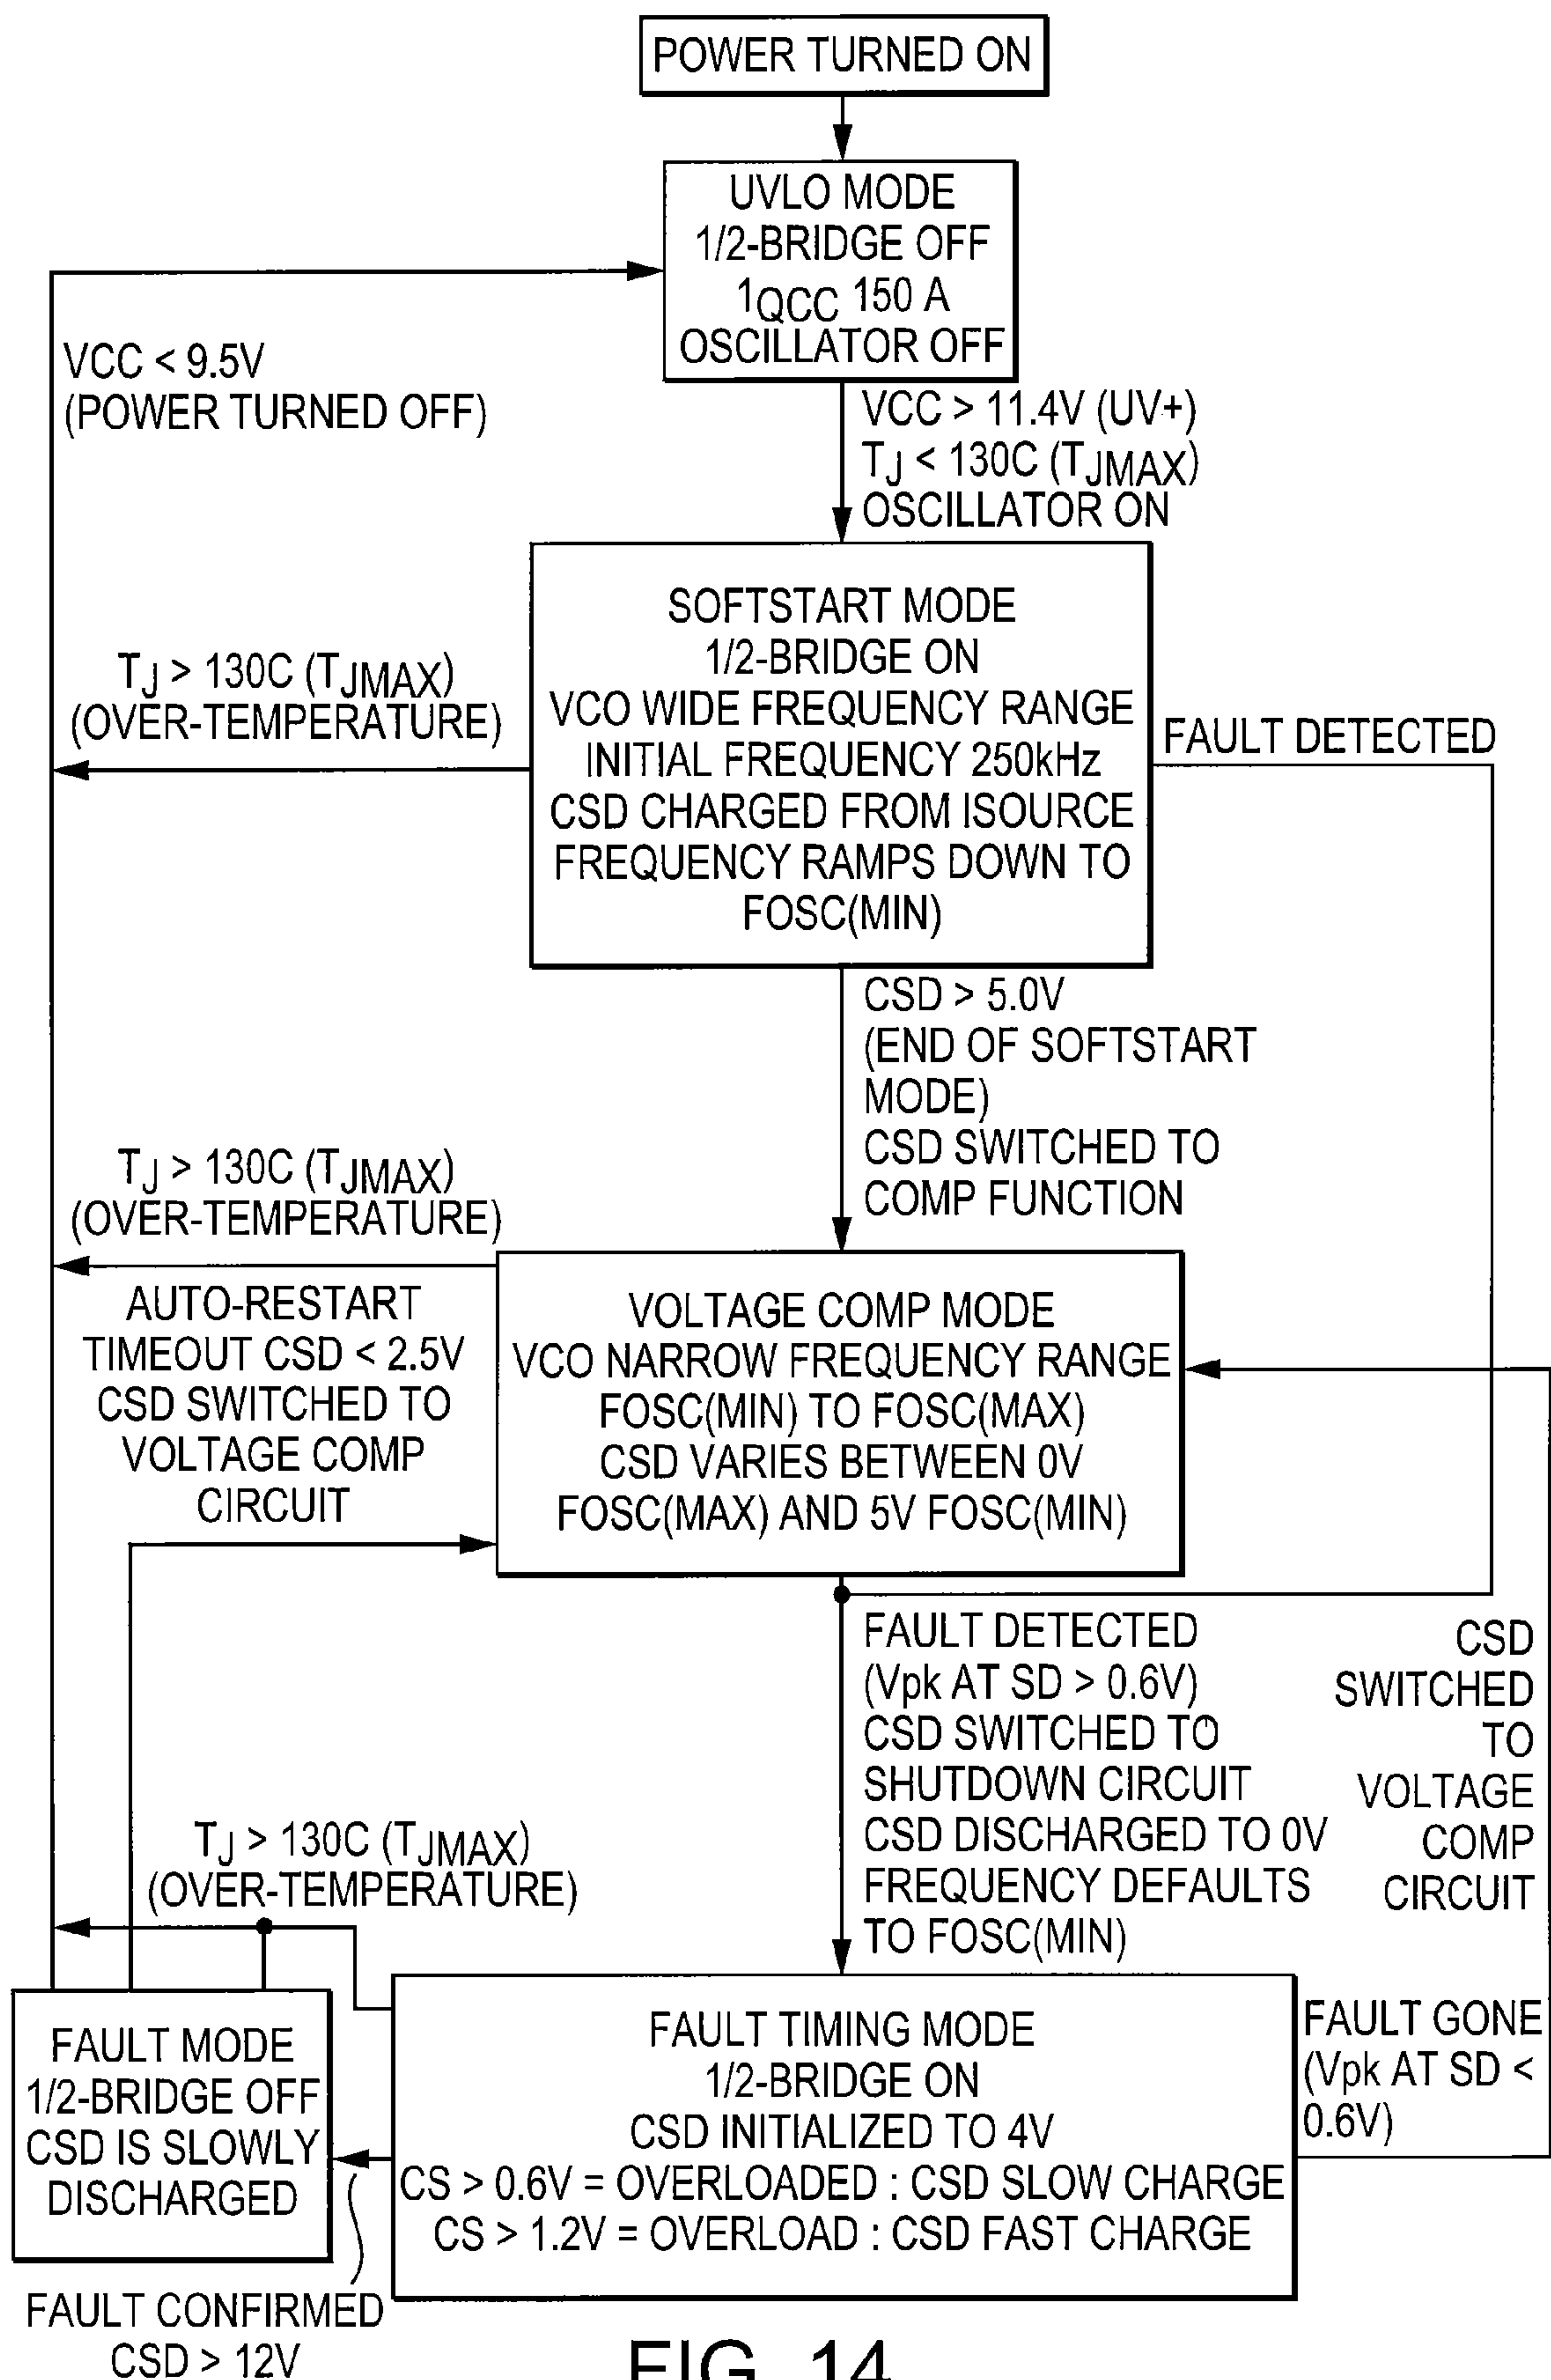 POWER TURNED ON
UVLO MODE
1/2-BRIDGE OFF
1QCC 150 A
OSCILLATOR OFF
VCC < 9.5V
(POWER TURNED OFF)
VCC > 11.4V (UV+)
TJ < 130C (TJMAX)
OSCILLATOR ON
SOFTSTART MODE
1/2-BRIDGE ON
VCO WIDE FREQUENCY RANGE
INITIAL FREQUENCY 250kHz
CSD CHARGED FROM ISOURCE
FREQUENCY RAMPS DOWN TO
FOSC(MIN)
TJ > 130C (TJMAX)
(OVER-TEMPERATURE)
FAULT DETECTED
CSD > 5.0V
(END OF SOFTSTART
MODE)
CSD SWITCHED TO
COMP FUNCTION
TJ > 130C (TJMAX)
(OVER-TEMPERATURE)
AUTO-RESTART
TIMEOUT CSD < 2.5V
CSD SWITCHED TO
VOLTAGE COMP
CIRCUIT
VOLTAGE COMP MODE
VCO NARROW FREQUENCY RANGE
FOSC(MIN) TO FOSC(MAX)
CSD VARIES BETWEEN 0V
FOSC(MAX) AND 5V FOSC(MIN)
FAULT DETECTED
(Vpk AT SD > 0.6V)
CSD SWITCHED TO
SHUTDOWN CIRCUIT
CSD DISCHARGED TO 0V
FREQUENCY DEFAULTS
TO FOSC(MIN)
CSD
SWITCHED
TO
VOLTAGE
COMP
CIRCUIT
TJ > 130C (TJMAX)
(OVER-TEMPERATURE)
FAULT MODE
1/2-BRIDGE OFF
CSD IS SLOWLY
DISCHARGED
FAULT TIMING MODE
1/2-BRIDGE ON
CSD INITIALIZED TO 4V
CS > 0.6V = OVERLOADED : CSD SLOW CHARGE
CS > 1.2V = OVERLOAD : CSD FAST CHARGE
FAULT GONE
(Vpk AT SD <
0.6V)
FAULT CONFIRMED
CSD > 12V
FIG. 14